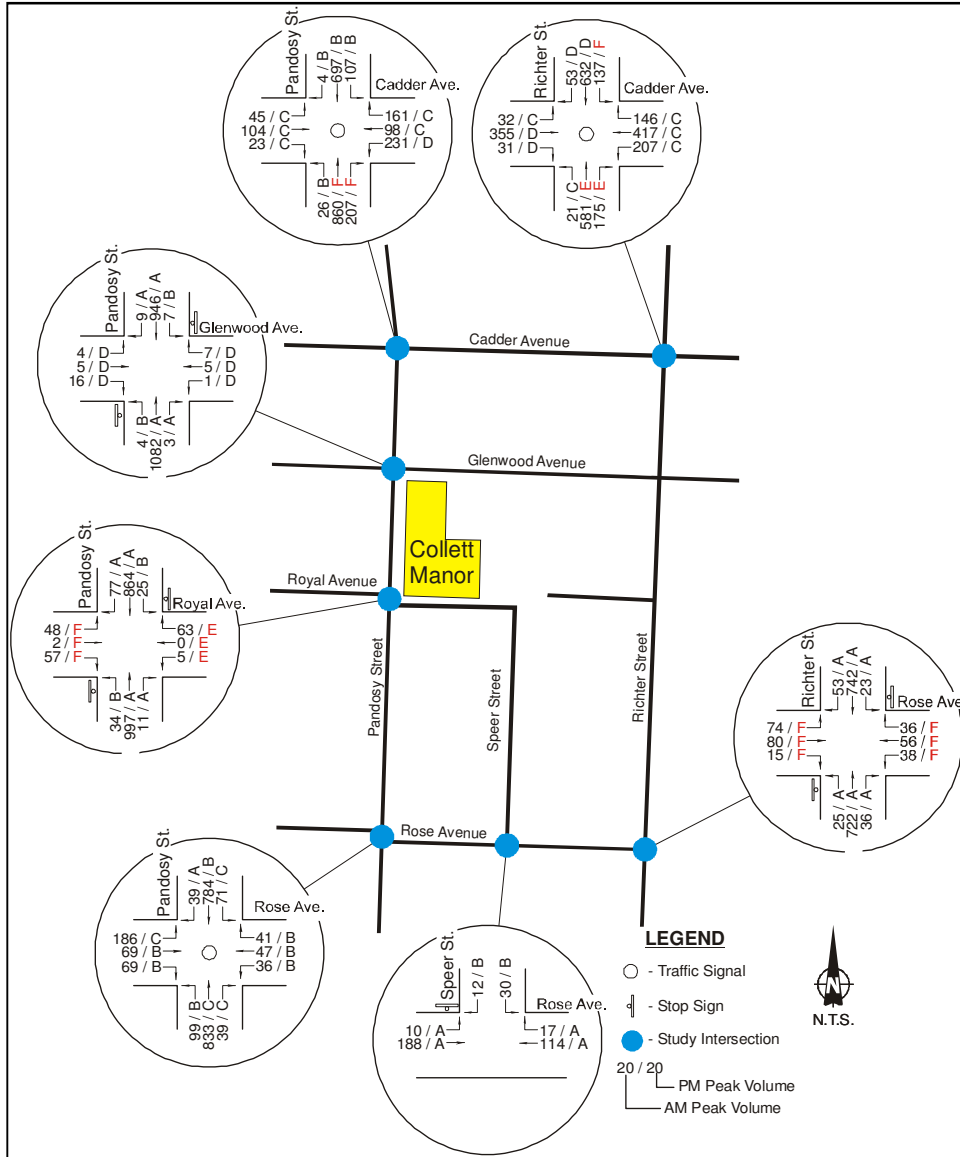 Pandosy St.
4 / B
697 / B
107 / B
Cadder Ave.
45 / C
104 / C
23 / C
161 / C
98 / C
231 / D
26 / B
860 / F
207 / F
Richter St.
53 / D
632 / D
137 / F
Cadder Ave.
32 / C
355 / D
31 / D
146 / C
417 / C
207 / C
21 / C
581 / E
175 / E
Pandosy St.
9 / A
946 / A
7 / B
Glenwood Ave.
4 / D
5 / D
16 / D
7 / D
5 / D
1 / D
4 / B
1082 / A
3 / A
Cadder Avenue
Glenwood Avenue
Collett
Manor
Royal Avenue
Pandosy Street
Speer Street
Richter Street
Rose Avenue
Pandosy St.
77 / A
864 / A
25 / B
Royal Ave.
48 / F
2 / F
57 / F
63 / E
0 / E
5 / E
34 / B
997 / A
11 / A
Richter St.
53 / A
742 / A
23 / A
Rose Ave
74 / F
80 / F
15 / F
36 / F
56 / F
38 / F
25 / A
722 / A
36 / A
Pandosy St.
39 / A
784 / B
71 / C
Rose Ave.
186 / C
69 / B
69 / B
41 / B
47 / B
36 / B
99 / B
833 / C
39 / C
Speer St.
12 / B
30 / B
Rose Ave.
10 / A
188 / A
17 / A
114 / A
LEGEND
- Traffic Signal
- Stop Sign
- Study Intersection
20 / 20
PM Peak Volume
AM Peak Volume
N
N.T.S.